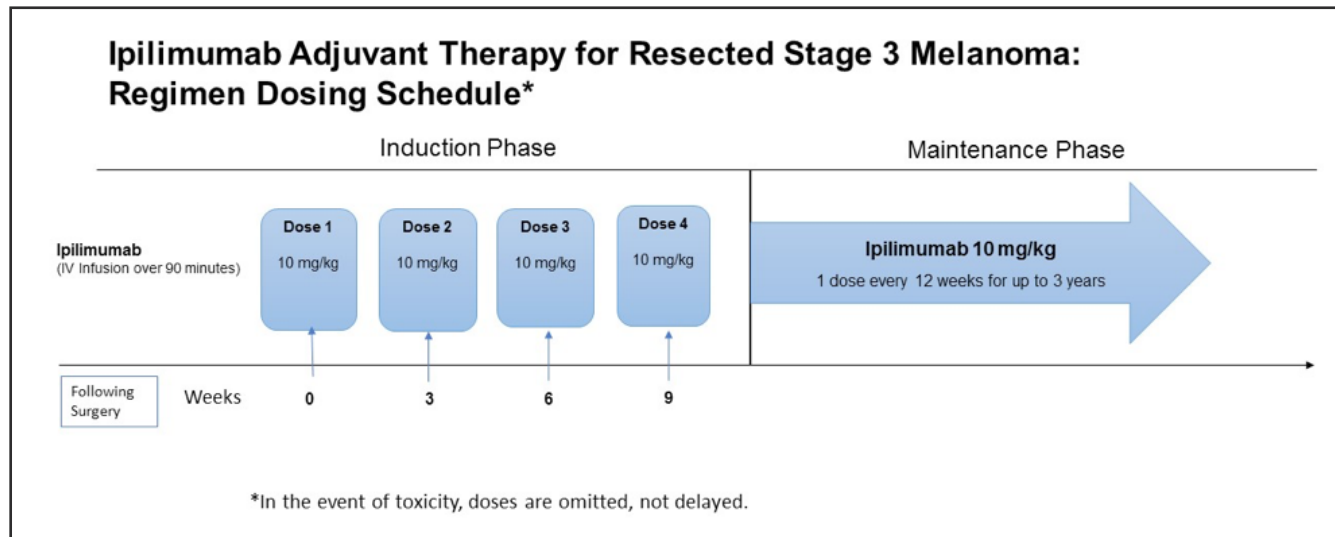 Ipilimumab Adjuvant Therapy for Resected Stage 3 Melanoma:
Regimen Dosing Schedule*
Induction Phase
Maintenance Phase
Ipilimumab
(IV Infusion over 90 minutes)
Dose 1
10 mg/kg
Dose 2
10 mg/kg
Dose 3
10 mg/kg
Dose 4
10 mg/kg
Ipilimumab 10 mg/kg
1 dose every 12 weeks for up to 3 years
Following
Surgery
Weeks
0
3
6
9
*In the event of toxicity, doses are omitted, not delayed.